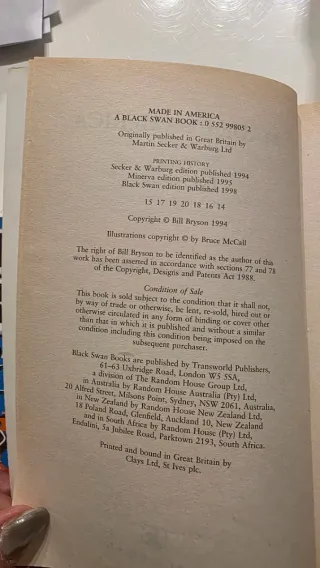 MADE IN AMERICA
A BLACK SWAN BOOK : 0 552 99805 2
Originally published in Great Britain by
Martin Secker & Warburg Ltd
PRINTING HISTORY
Secker & Warburg edition published 1994
Minerva edition published 1995
Black Swan edition published 1998
15 17 19 20 18 16 14
Copyright © Bill Bryson 1994
Illustrations copyright © by Bruce McCall
The right of Bill Bryson to be identified as the author of this
work has been asserted in accordance with sections 77 and 78
of the Copyright, Designs and Patents Act 1988.
Condition of Sale
This book is sold subject to the condition that it shall not,
by way of trade or otherwise, be lent, re-sold, hired out or
otherwise circulated in any form of binding or cover other
than that in which it is published and without a similar
condition including this condition being imposed on the
subsequent purchaser.
Black Swan Books are published by Transworld Publishers,
61–63 Uxbridge Road, London W5 5SA,
a division of The Random House Group Ltd,
in Australia by Random House Australia (Pty) Ltd,
20 Alfred Street, Milsons Point, Sydney, NSW 2061, Australia,
in New Zealand by Random House New Zealand Ltd,
18 Poland Road, Glenfield, Auckland 10, New Zealand
and in South Africa by Random House (Pty) Ltd,
Endulini, 5a Jubilee Road, Parktown 2193, South Africa.
Printed and bound in Great Britain by
Clays Ltd, St Ives plc.